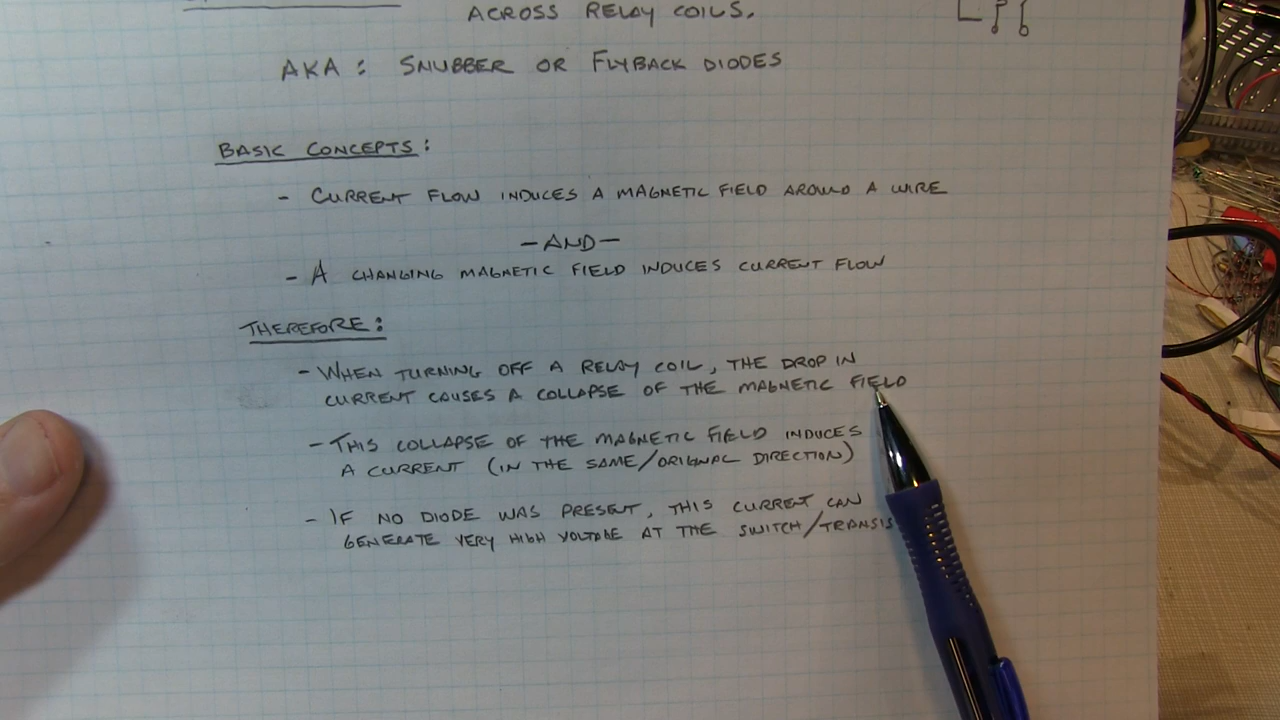 ACROSS RELAY COILS.
AKA: SNUBBER OR FLYBACK DIODES
BASIC CONCEPTS:
- CURRENT FLOW INDUCES A MAGNETIC FIELD AROUND A WIRE
-AND-
- A CHANGING MAGNETIC FIELD INDUCES CURRENT FLOW
THEREFORE:
- WHEN TURNING OFF A RELAY COIL, THE DROP IN
CURRENT CAUSES A COLLAPSE OF THE MAGNETIC FIELD
- THIS COLLAPSE OF THE MAGNETIC FIELD INDUCES
A CURRENT (IN THE SAME/ORIGINAL DIRECTION)
- IF NO DIODE WAS PRESENT, THIS CURRENT CAN
GENERATE VERY HIGH VOLTAGE AT THE SWITCH/TRANSIS